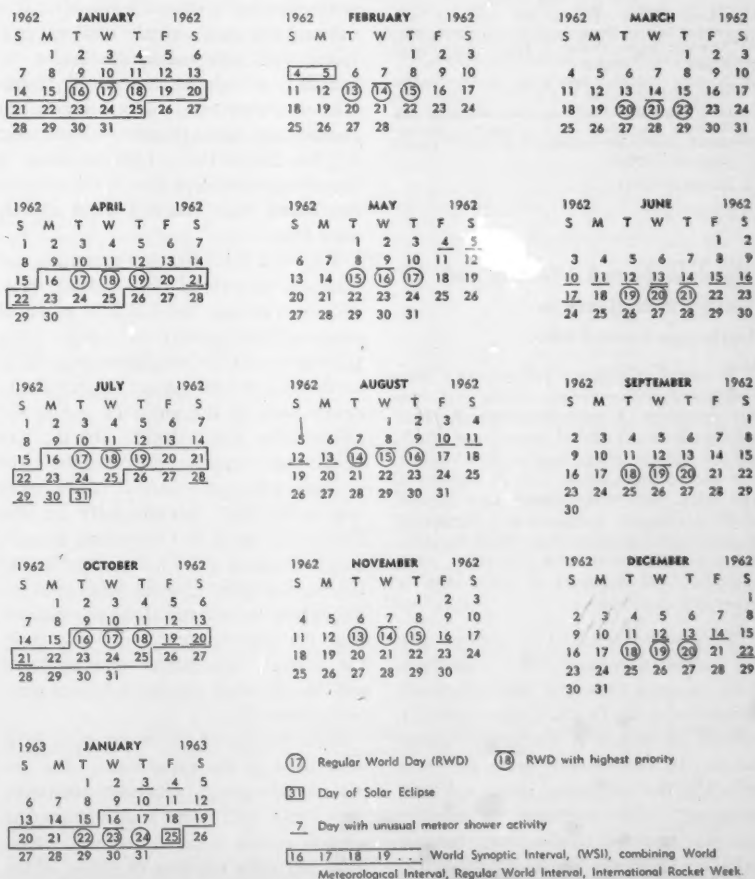 1962 JANUARY 1962
S M T W T F S
1 2 3 4 5 6
7 8 9 10 11 12 13
14 15 16 17 18 19 20
21 22 23 24 25 26 27
28 29 30 31
1962 FEBRUARY 1962
S M T W T F S
1 2 3
4 5 6 7 8 9 10
11 12 13 14 15 16 17
18 19 20 21 22 23 24
25 26 27 28
1962 MARCH 1962
S M T W T F S
1 2 3
4 5 6 7 8 9 10
11 12 13 14 15 16 17
18 19 20 21 22 23 24
25 26 27 28 29 30 31
1962 APRIL 1962
S M T W T F S
1 2 3 4 5 6 7
8 9 10 11 12 13 14
15 16 17 18 19 20 21
22 23 24 25 26 27 28
29 30
1962 MAY 1962
S M T W T F S
1 2 3 4 5
6 7 8 9 10 11 12
13 14 15 16 17 18 19
20 21 22 23 24 25 26
27 28 29 30 31
1962 JUNE 1962
S M T W T F S
1 2
3 4 5 6 7 8 9
10 11 12 13 14 15 16
17 18 19 20 21 22 23
24 25 26 27 28 29 30
1962 JULY 1962
S M T W T F S
1 2 3 4 5 6 7
8 9 10 11 12 13 14
15 16 17 18 19 20 21
22 23 24 25 26 27 28
29 30 31
1962 AUGUST 1962
S M T W T F S
1 2 3 4
5 6 7 8 9 10 11
12 13 14 15 16 17 18
19 20 21 22 23 24 25
26 27 28 29 30 31
1962 SEPTEMBER 1962
S M T W T F S
1
2 3 4 5 6 7 8
9 10 11 12 13 14 15
16 17 18 19 20 21 22
23 24 25 26 27 28 29
30
1962 OCTOBER 1962
S M T W T F S
1 2 3 4 5 6
7 8 9 10 11 12 13
14 15 16 17 18 19 20
21 22 23 24 25 26 27
28 29 30 31
1962 NOVEMBER 1962
S M T W T F S
1 2 3
4 5 6 7 8 9 10
11 12 13 14 15 16 17
18 19 20 21 22 23 24
25 26 27 28 29 30
1962 DECEMBER 1962
S M T W T F S
1
2 3 4 5 6 7 8
9 10 11 12 13 14 15
16 17 18 19 20 21 22
23 24 25 26 27 28 29
30 31
1963 JANUARY 1963
S M T W T F S
1 2 3 4 5
6 7 8 9 10 11 12
13 14 15 16 17 18 19
20 21 22 23 24 25 26
27 28 29 30 31
17 Regular World Day (RWD) 18 RWD with highest priority
31 Day of Solar Eclipse
7 Day with unusual meteor shower activity
16 17 18 19 ... World Synoptic Interval, (WSI), combining World
Meteorological Interval, Regular World Interval, International Rocket Week.